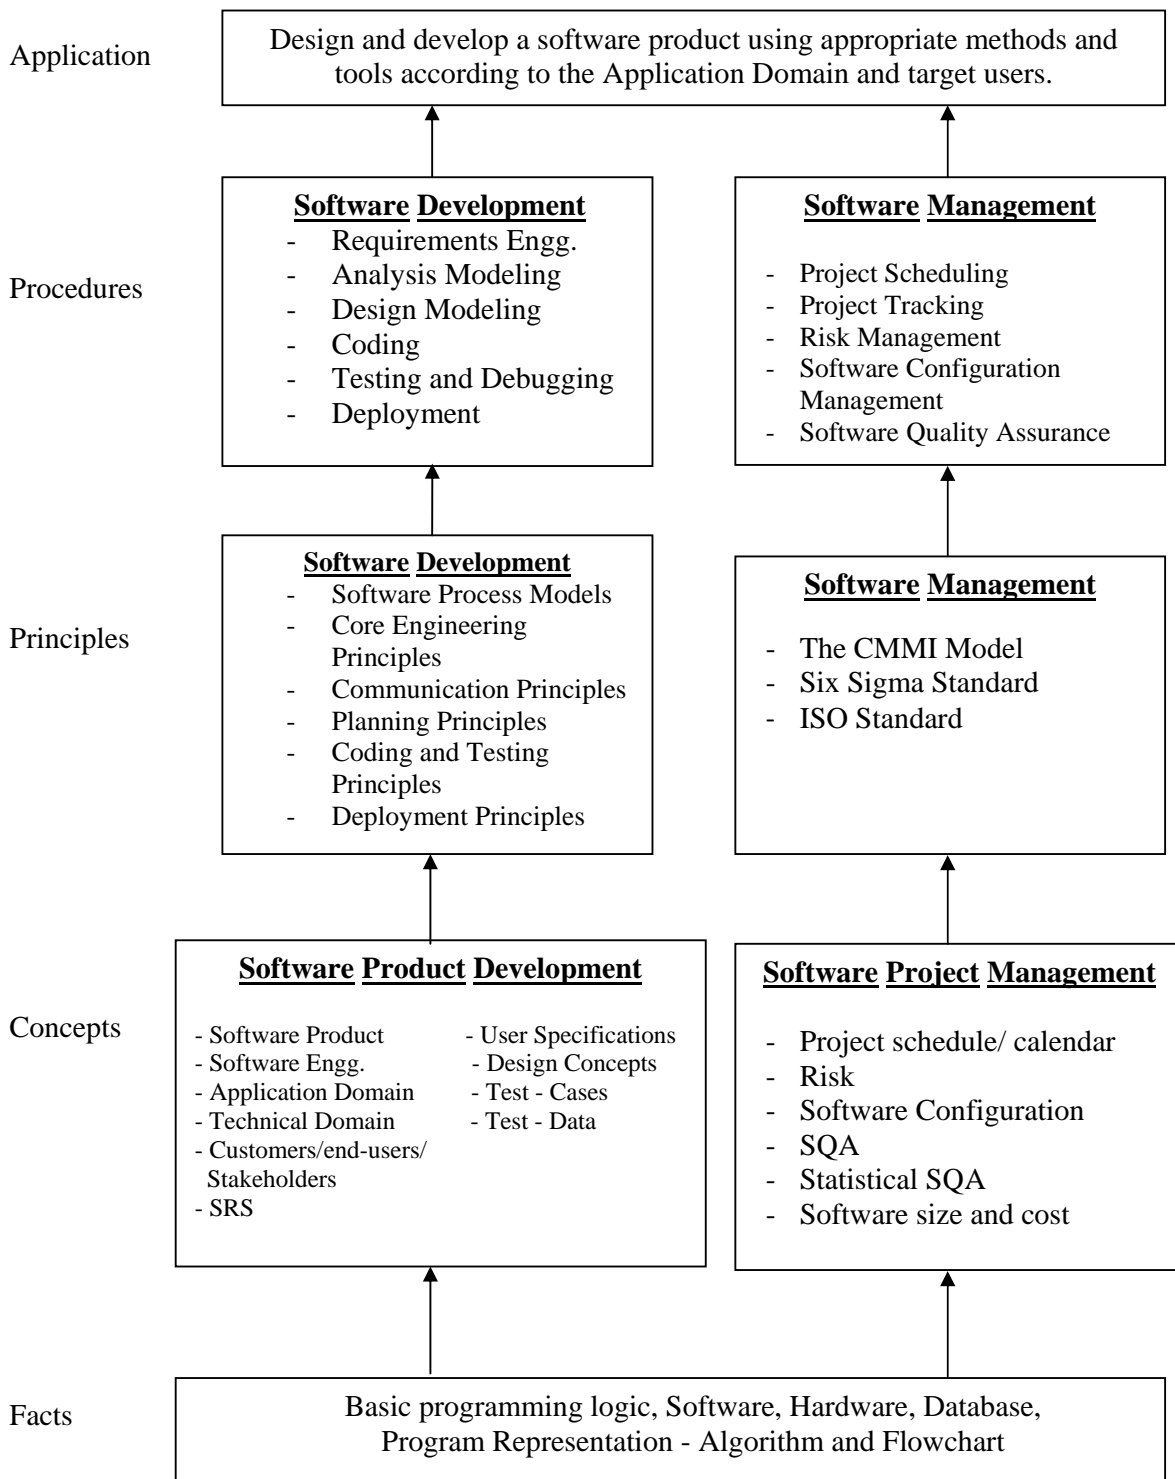 Application
Design and develop a software product using appropriate methods and
tools according to the Application Domain and target users.
Procedures
Software Development
- Requirements Engg.
- Analysis Modeling
- Design Modeling
- Coding
- Testing and Debugging
- Deployment
Software Management
- Project Scheduling
- Project Tracking
- Risk Management
- Software Configuration
Management
- Software Quality Assurance
Principles
Software Development
- Software Process Models
- Core Engineering
Principles
- Communication Principles
- Planning Principles
- Coding and Testing
Principles
- Deployment Principles
Software Management
- The CMMI Model
- Six Sigma Standard
- ISO Standard
Concepts
Software Product Development
- Software Product
- Software Engg.
- Application Domain
- Technical Domain
- Customers/end-users/
Stakeholders
- SRS
- User Specifications
- Design Concepts
- Test - Cases
- Test - Data
Software Project Management
- Project schedule/ calendar
- Risk
- Software Configuration
- SQA
- Statistical SQA
- Software size and cost
Facts
Basic programming logic, Software, Hardware, Database,
Program Representation - Algorithm and Flowchart